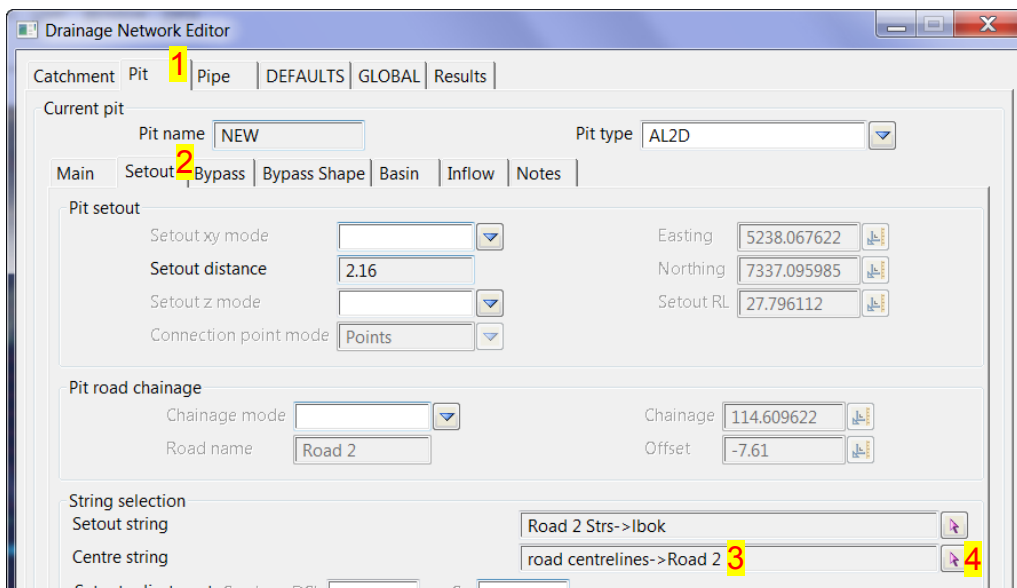 Drainage Network Editor
Catchment Pit 1 Pipe DEFAULTS GLOBAL Results
Current pit
Pit name NEW Pit type AL2D
Main Setout 2 Bypass Bypass Shape Basin Inflow Notes
Pit setout
Setout xy mode Easting 5238.067622
Setout distance 2.16 Northing 7337.095985
Setout z mode Setout RL 27.796112
Connection point mode Points
Pit road chainage
Chainage mode Chainage 114.609622
Road name Road 2 Offset -7.61
String selection
Setout string Road 2 Strs->lbok
Centre string road centrelines->Road 2 3 4